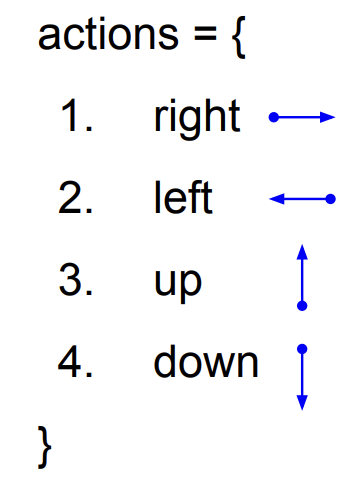 actions = {
1. right
2. left
3. up
4. down
}